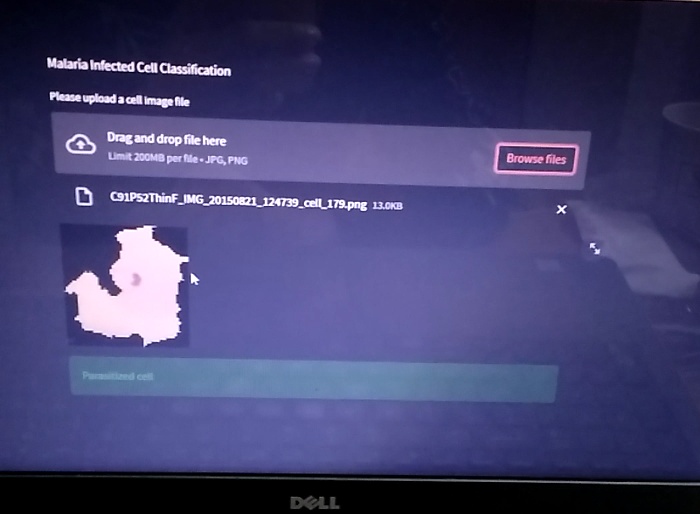 Malaria Infected Cell Classification
Please upload a cell image file
Drag and drop file here
Limit 200MB per file • JPG, PNG
Browse files
C91P52ThinF_IMG_20150821_124739_cell_179.png 13.0KB
Parasitized cell
DELL